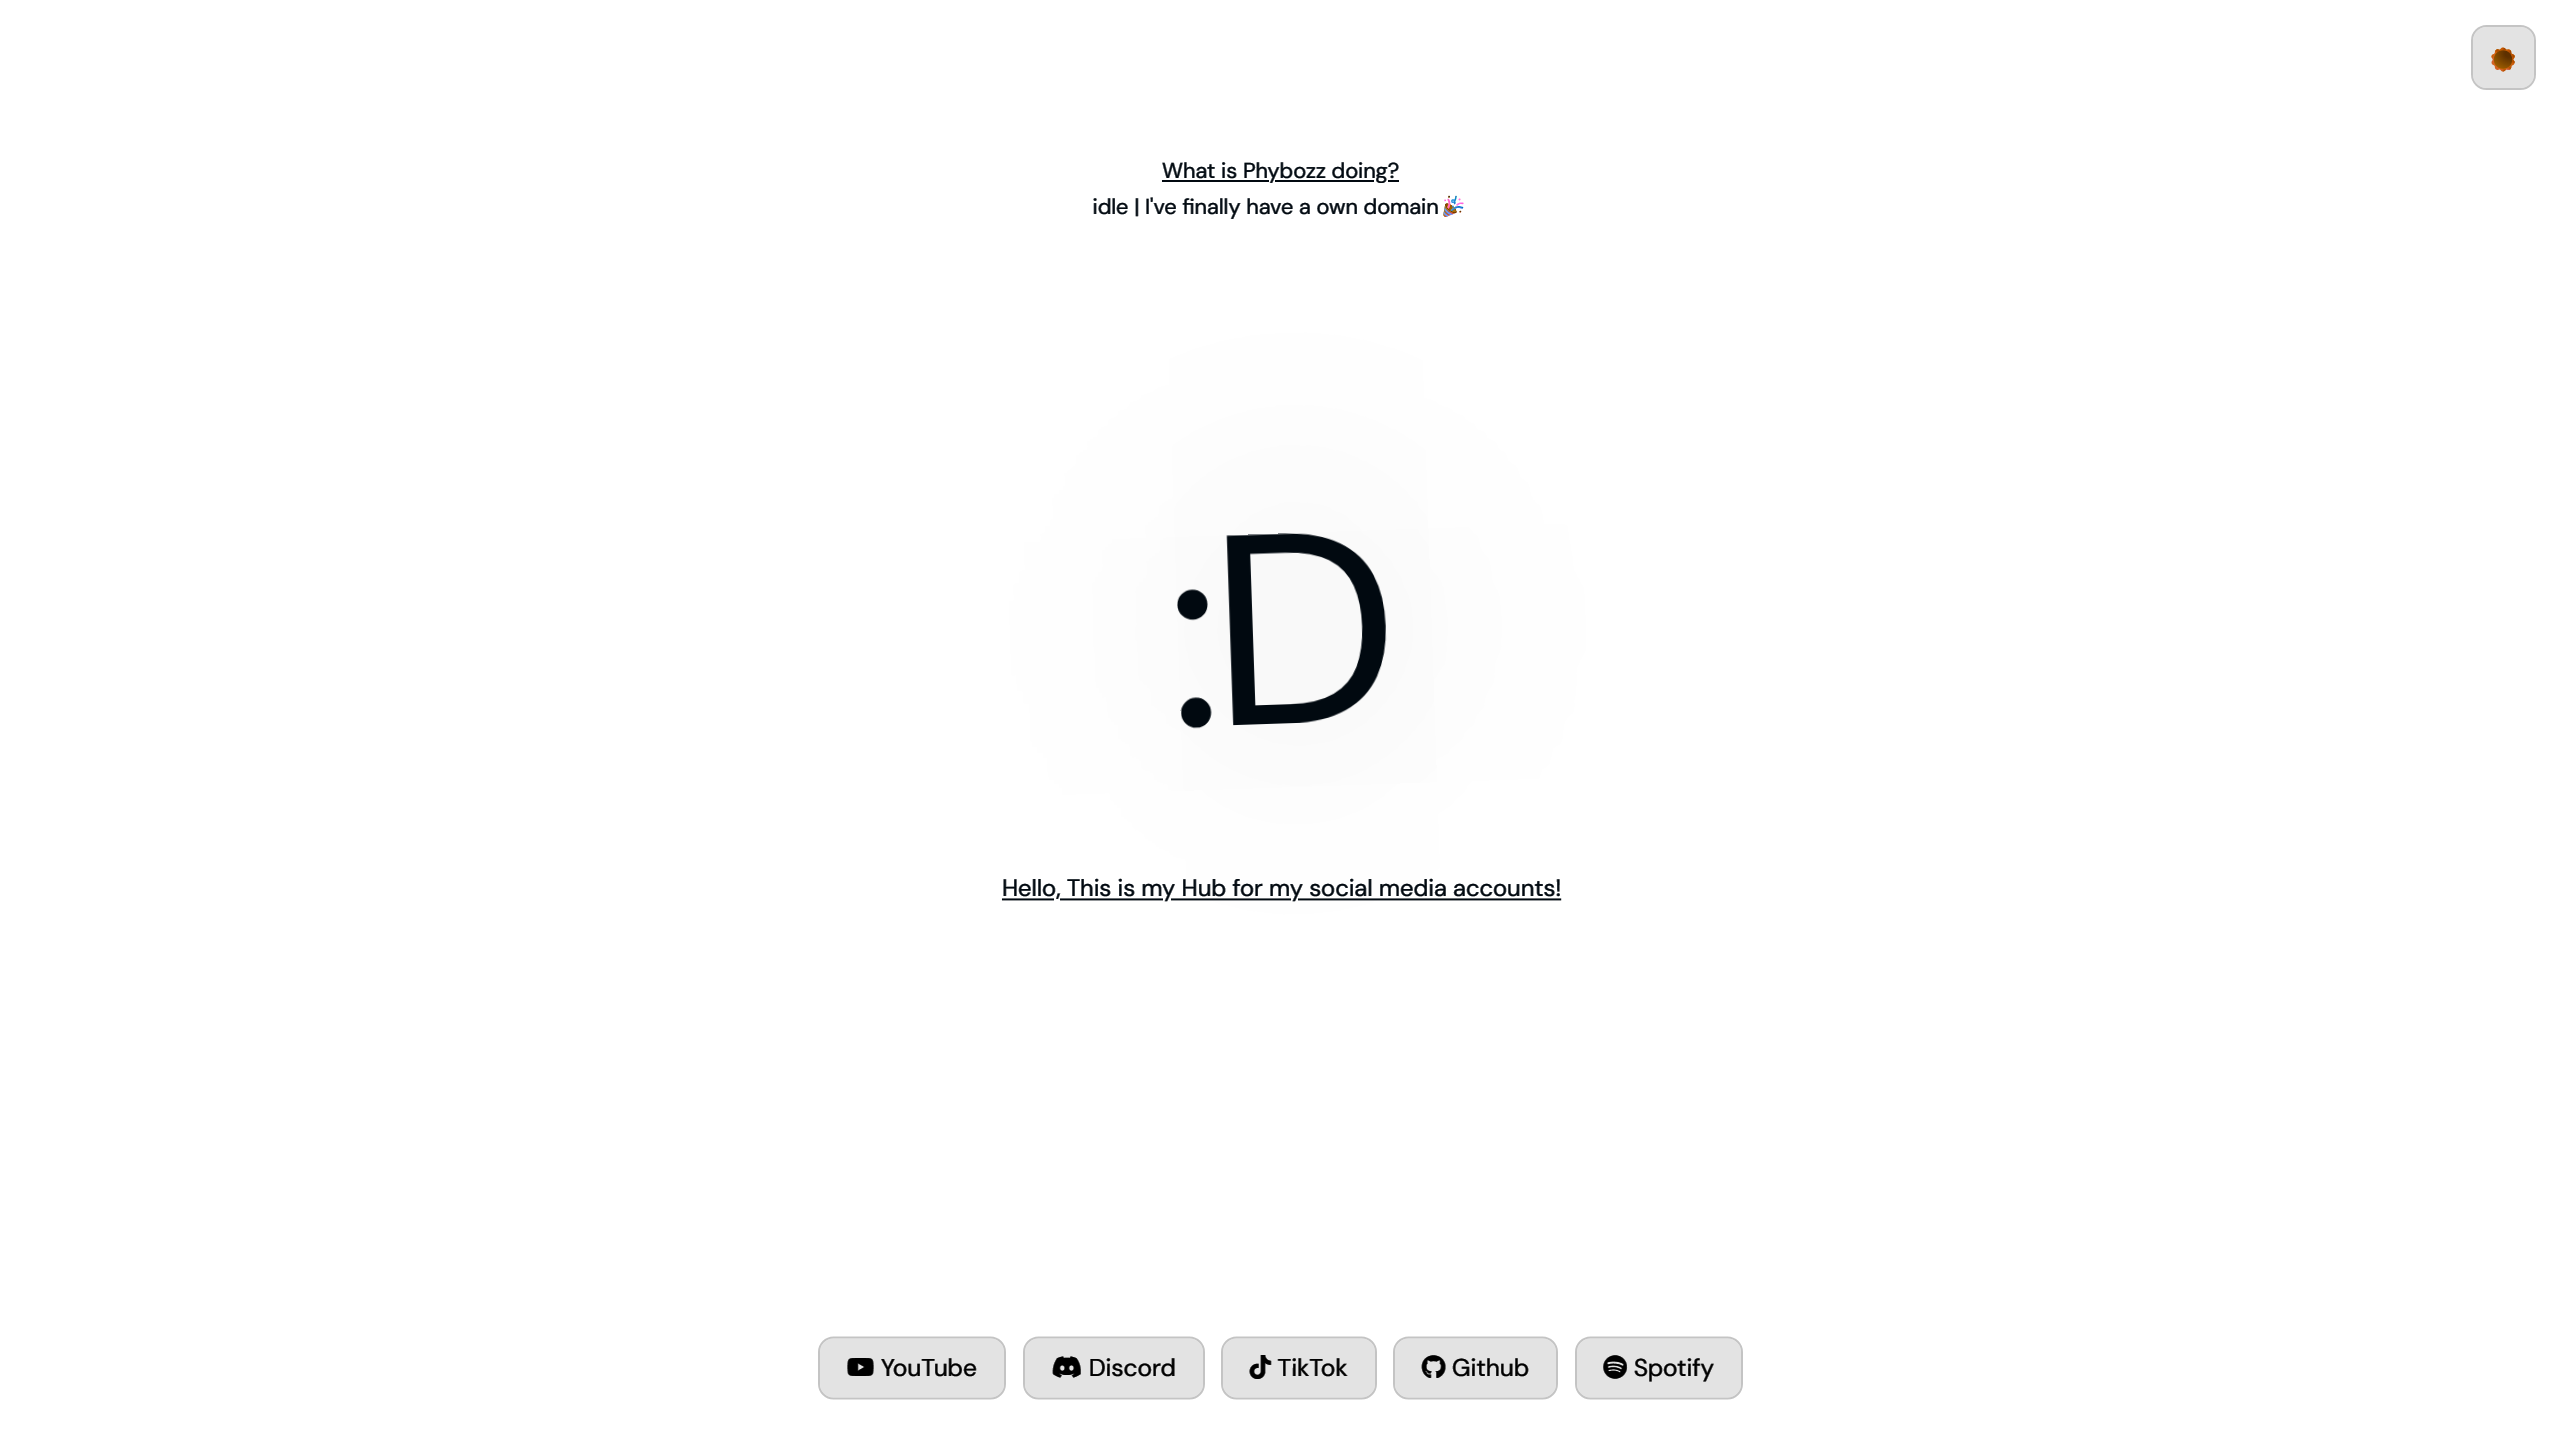 What is Phybozz doing?
idle | I've finally have a own domain 🎉
:D
Hello, This is my Hub for my social media accounts!
YouTube Discord TikTok Github Spotify